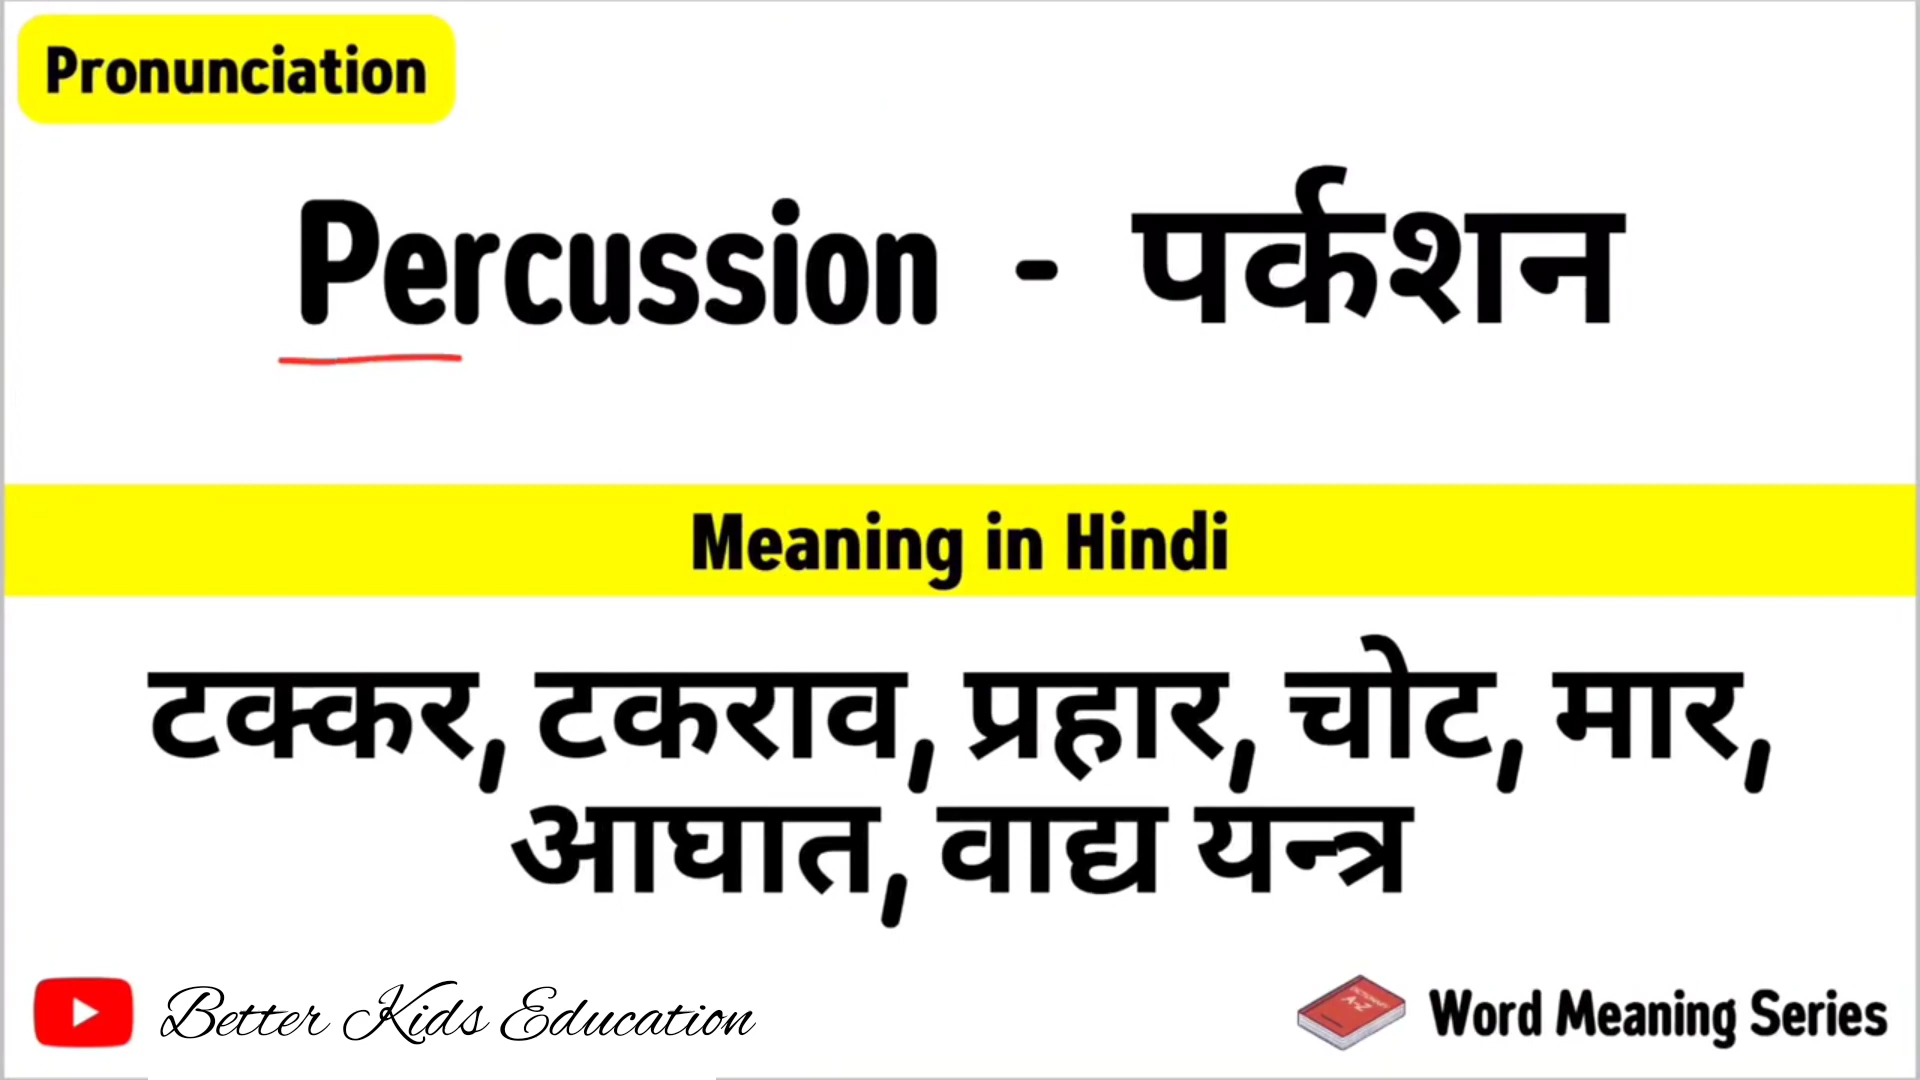 Pronunciation
Percussion - पर्कशन
Meaning in Hindi
टक्कर, टकराव, प्रहार, चोट, मार,
आघात, वाद्य यन्त्र
Better Kids Education
DICTIONARY
A-Z
Word Meaning Series